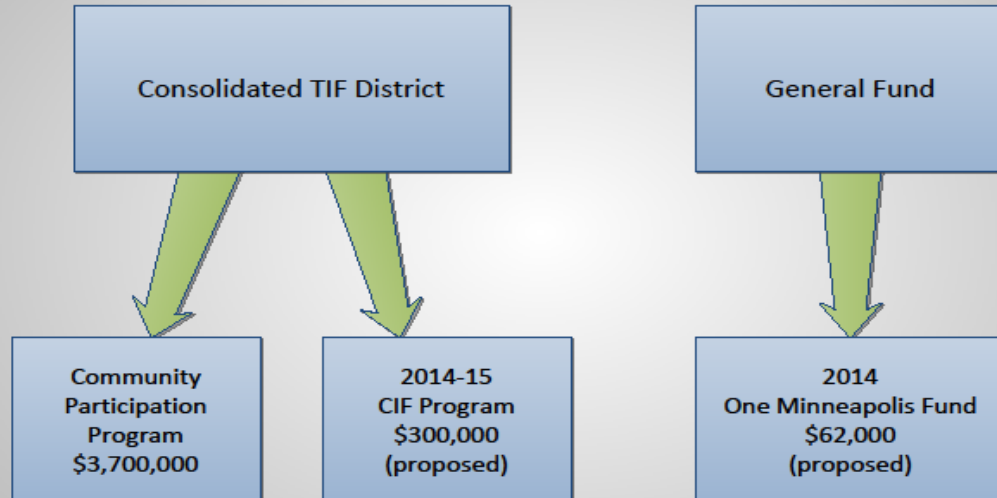 Consolidated TIF District
General Fund
Community
Participation
Program
$3,700,000
2014-15
CIF Program
$300,000
(proposed)
2014
One Minneapolis Fund
$62,000
(proposed)